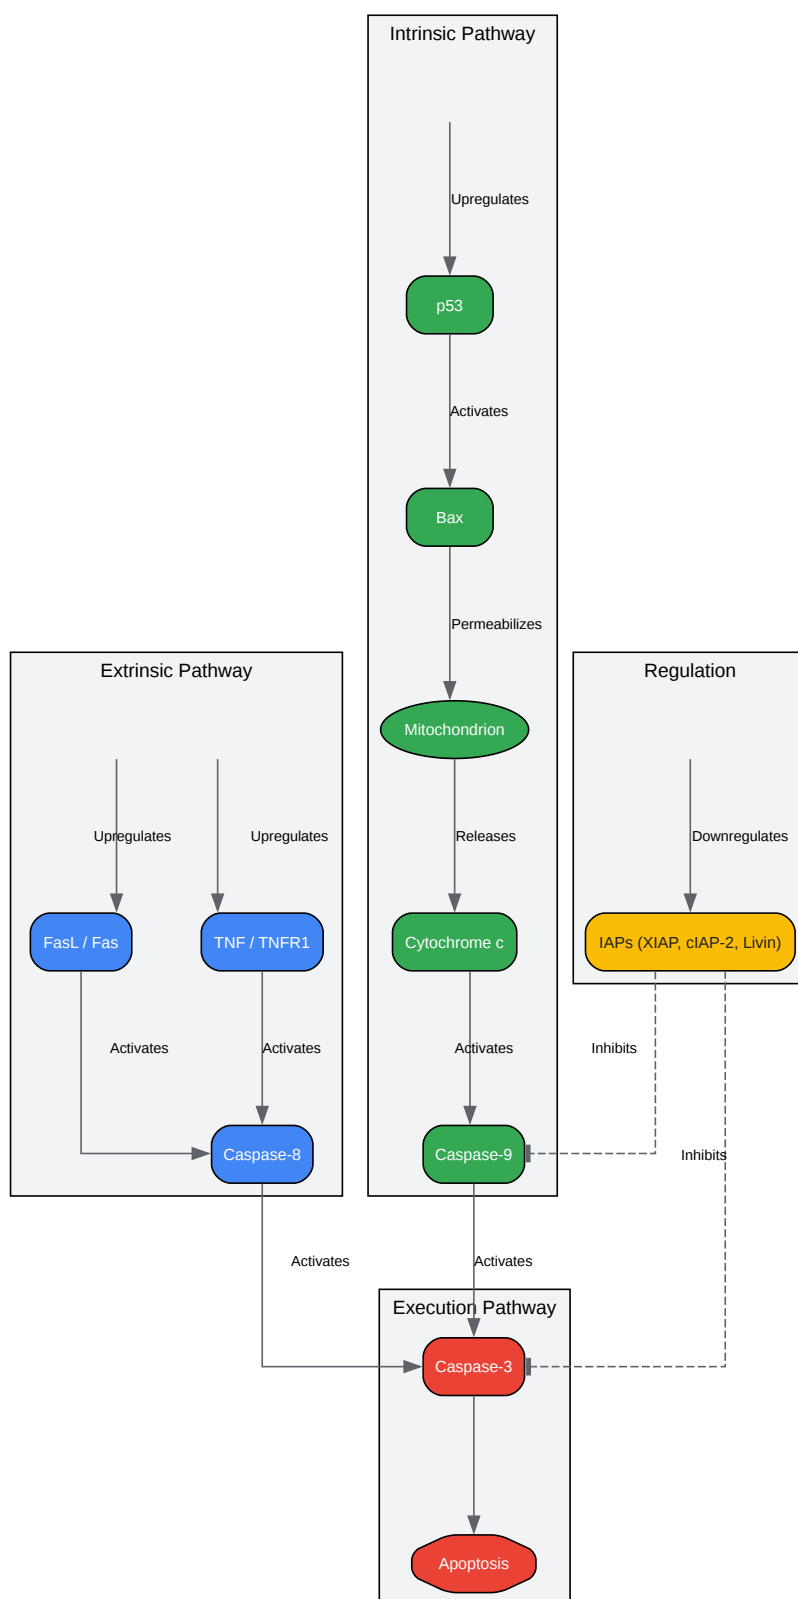 Intrinsic Pathway
Upregulates
p53
Activates
Bax
Permeabilizes
Extrinsic Pathway
Regulation
Mitochondrion
Upregulates
Upregulates
Releases
Downregulates
FasL / Fas
TNF / TNFR1
Cytochrome c
IAPs (XIAP, cIAP-2, Livin)
Activates
Activates
Activates
Inhibits
Caspase-8
Caspase-9
Inhibits
Activates
Activates
Execution Pathway
Caspase-3
Apoptosis